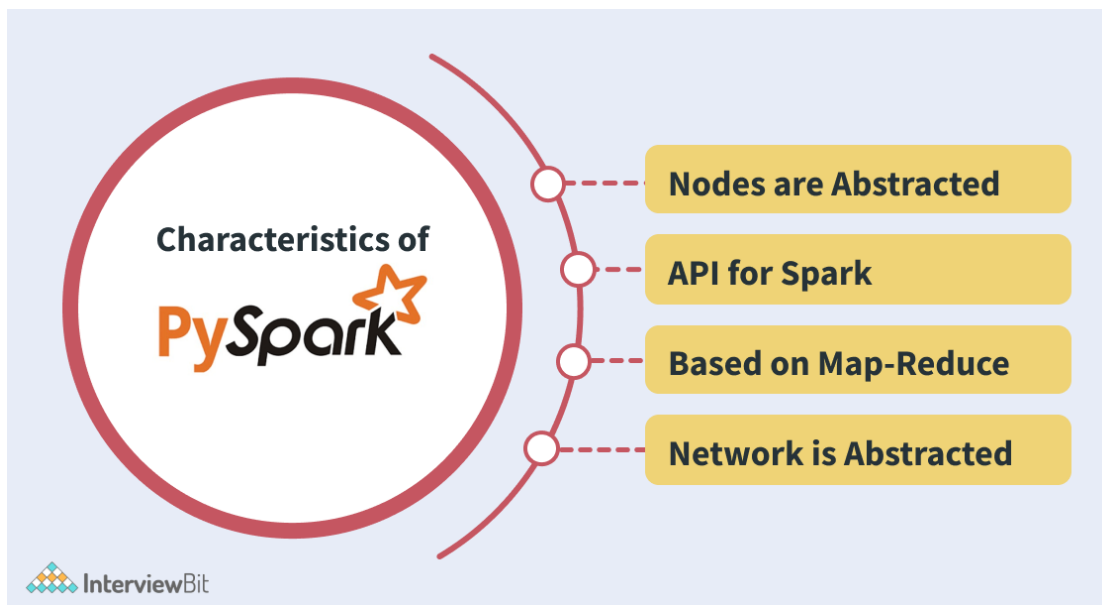 Characteristics of
PySpark
Nodes are Abstracted
API for Spark
Based on Map-Reduce
Network is Abstracted
InterviewBit